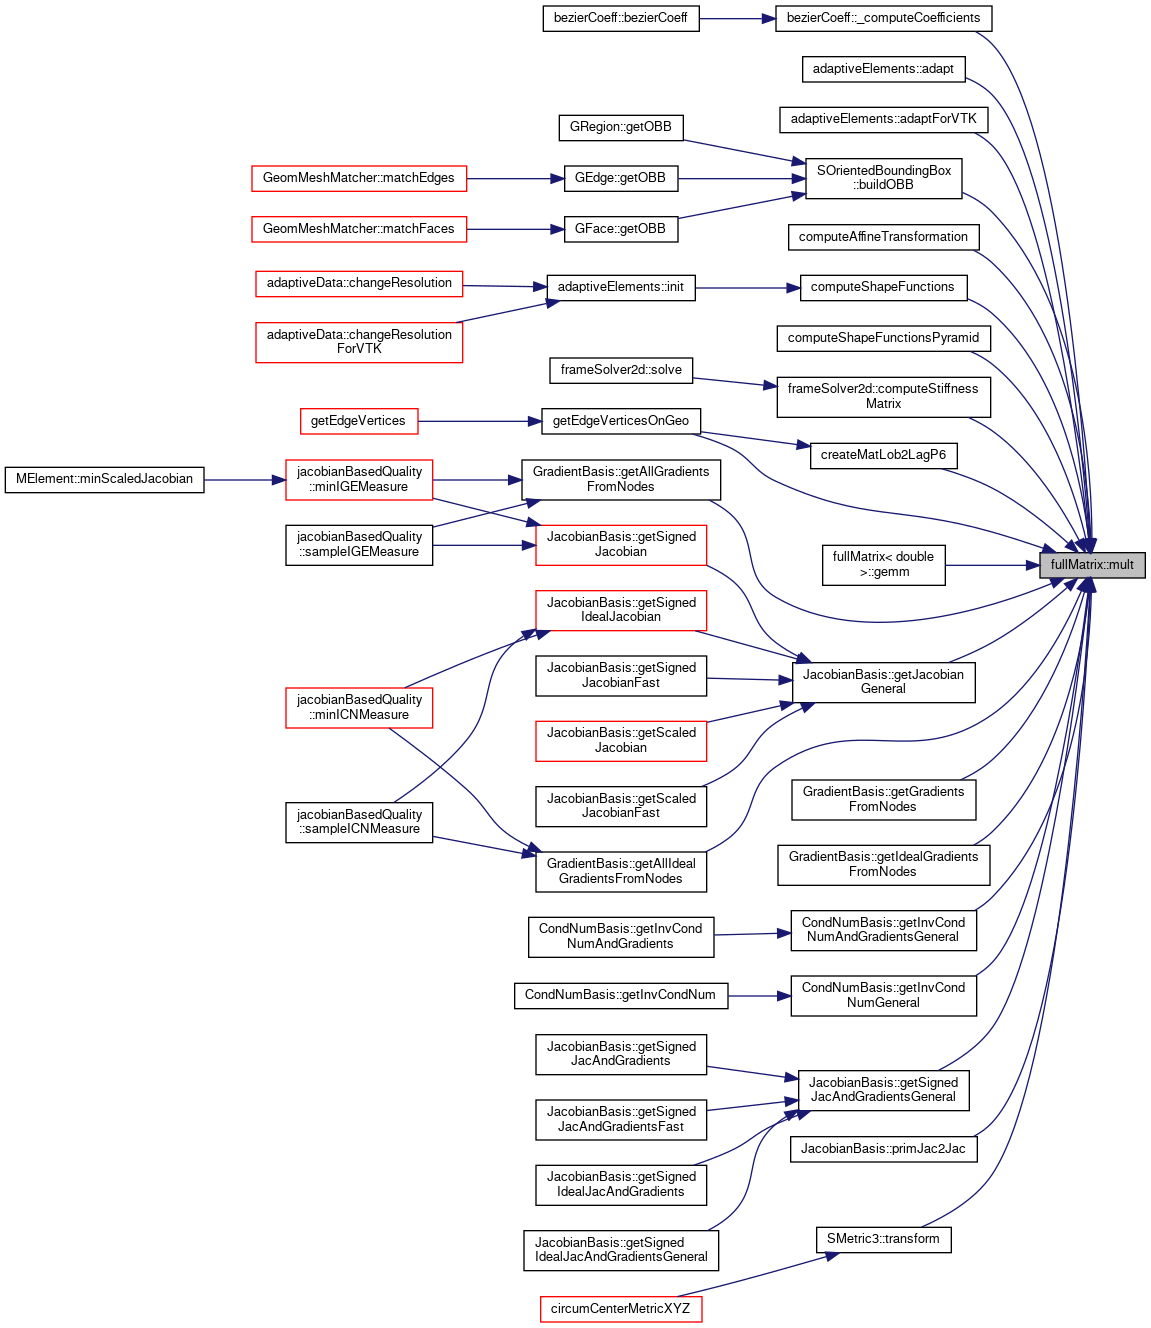 bezierCoeff::bezierCoeff
bezierCoeff::_computeCoefficients
adaptiveElements::adapt
adaptiveElements::adaptForVTK
GRegion::getOBB
SOrientedBoundingBox
::buildOBB
GeomMeshMatcher::matchEdges
GEdge::getOBB
GeomMeshMatcher::matchFaces
GFace::getOBB
computeAffineTransformation
adaptiveData::changeResolution
adaptiveElements::init
computeShapeFunctions
adaptiveData::changeResolution
ForVTK
computeShapeFunctionsPyramid
frameSolver2d::solve
frameSolver2d::computeStiffness
Matrix
getEdgeVertices
getEdgeVerticesOnGeo
createMatLob2LagP6
MElement::minScaledJacobian
jacobianBasedQuality
::minIGEMeasure
GradientBasis::getAllGradients
FromNodes
jacobianBasedQuality
::sampleIGEMeasure
JacobianBasis::getSigned
Jacobian
fullMatrix< double
>::gemm
fullMatrix::mult
JacobianBasis::getSigned
IdealJacobian
JacobianBasis::getSigned
JacobianFast
JacobianBasis::getJacobian
General
jacobianBasedQuality
::minICNMeasure
JacobianBasis::getScaled
Jacobian
JacobianBasis::getScaled
JacobianFast
GradientBasis::getGradients
FromNodes
jacobianBasedQuality
::sampleICNMeasure
GradientBasis::getAllIdeal
GradientsFromNodes
GradientBasis::getIdealGradients
FromNodes
CondNumBasis::getInvCond
NumAndGradients
CondNumBasis::getInvCond
NumAndGradientsGeneral
CondNumBasis::getInvCondNum
CondNumBasis::getInvCond
NumGeneral
JacobianBasis::getSigned
JacAndGradients
JacobianBasis::getSigned
JacAndGradientsGeneral
JacobianBasis::getSigned
JacAndGradientsFast
JacobianBasis::primJac2Jac
JacobianBasis::getSigned
IdealJacAndGradients
JacobianBasis::getSigned
IdealJacAndGradientsGeneral
SMetric3::transform
circumCenterMetricXYZ